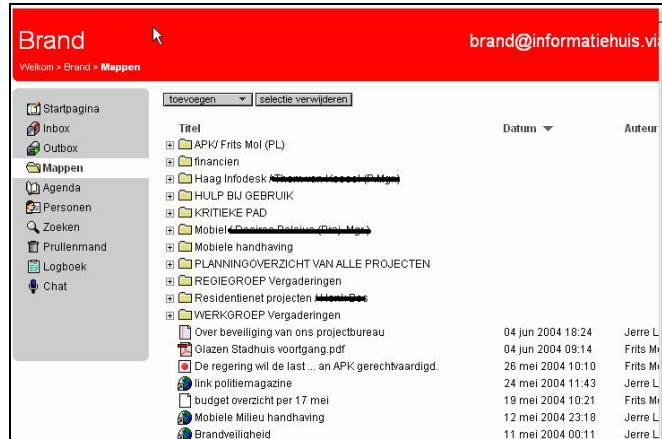 Brand
brand@informatiehuis.vi
Welkom > Brand > Mappen
toevoegen selectie verwijderen
Startpagina
Inbox
Outbox
Mappen
Agenda
Personen
Zoeken
Prullenmand
Logboek
Chat
Titel Datum Auteur
APK/ Frits Mol (PL)
financien
Haag Infodesk
HULP BIJ GEBRUIK
KRITIEKE PAD
Mobiel
Mobiele handhaving
PLANNINGOVERZICHT VAN ALLE PROJECTEN
REGIEGROEP Vergaderingen
Residentienet projecten
WERKGROEP Vergaderingen
Over beveiliging van ons projectbureau 04 jun 2004 18:24 Jerre L
Glazen Stadhuis voortgang.pdf 04 jun 2004 09:14 Frits M
De regering wil de last ... an APK gerechtvaardigd. 26 mei 2004 10:10 Frits M
link politiemagazine 24 mei 2004 11:43 Jerre L
budget overzicht per 17 mei 19 mei 2004 10:21 Frits M
Mobiele Milieu handhaving 12 mei 2004 23:18 Jerre L
Brandveiligheid 11 mei 2004 00:11 Jerre L